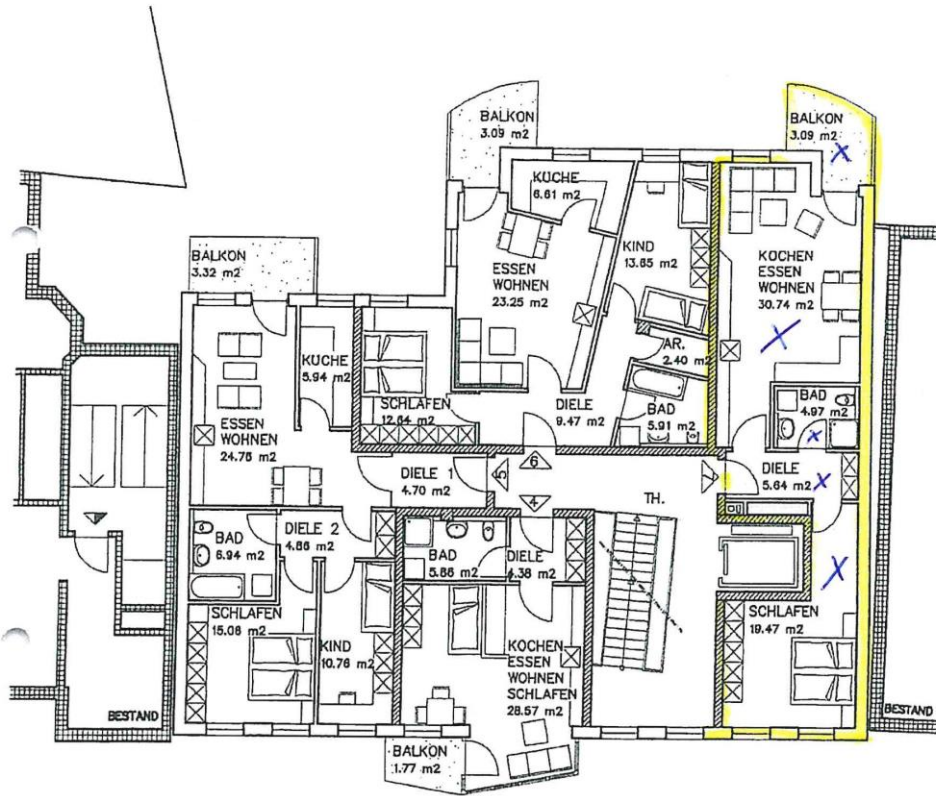 BALKON
3.09 m2
BALKON
3.09 m2
X
KÜCHE
6.61 m2
KIND
13.65 m2
ESSEN
WOHNEN
23.25 m2
KOCHEN
ESSEN
WOHNEN
30.74 m2
X
BALKON
3.32 m2
KÜCHE
5.94 m2
AR.
2.40 m2
SCHLAFEN
12.64 m2
DIELE
9.47 m2
BAD
5.91 m2
BAD
4.97 m2
X
ESSEN
WOHNEN
24.76 m2
DIELE 1
4.70 m2
5
6
4
7
TH.
DIELE
5.64 m2
X
BAD
6.94 m2
DIELE 2
4.86 m2
BAD
5.86 m2
DIELE
4.38 m2
X
SCHLAFEN
15.06 m2
KIND
10.76 m2
KOCHEN
ESSEN
WOHNEN
SCHLAFEN
28.57 m2
SCHLAFEN
19.47 m2
BESTAND
BESTAND
BALKON
1.77 m2